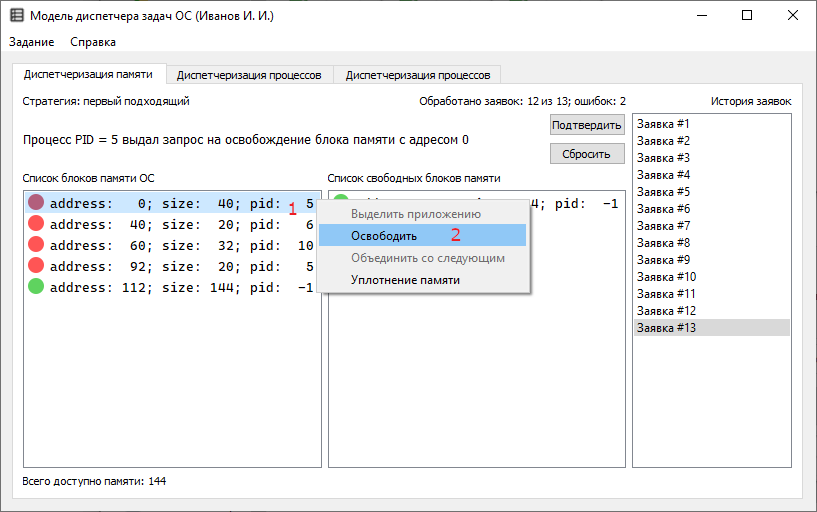 Модель диспетчера задач ОС (Иванов И. И.)
Задание Справка
Диспетчеризация памяти Диспетчеризация процессов Диспетчеризация процессов
Стратегия: первый подходящий Обработано заявок: 12 из 13; ошибок: 2 История заявок
Процесс PID = 5 выдал запрос на освобождение блока памяти с адресом 0
Подтвердить
Сбросить
Список блоков памяти ОС
address: 0; size: 40; pid: 5
address: 40; size: 20; pid: 6
address: 60; size: 32; pid: 10
address: 92; size: 20; pid: 5
address: 112; size: 144; pid: -1
1
Список свободных блоков памяти
4; pid: -1
Выделить приложению
Освободить 2
Объединить со следующим
Уплотнение памяти
Заявка #1
Заявка #2
Заявка #3
Заявка #4
Заявка #5
Заявка #6
Заявка #7
Заявка #8
Заявка #9
Заявка #10
Заявка #11
Заявка #12
Заявка #13
Всего доступно памяти: 144